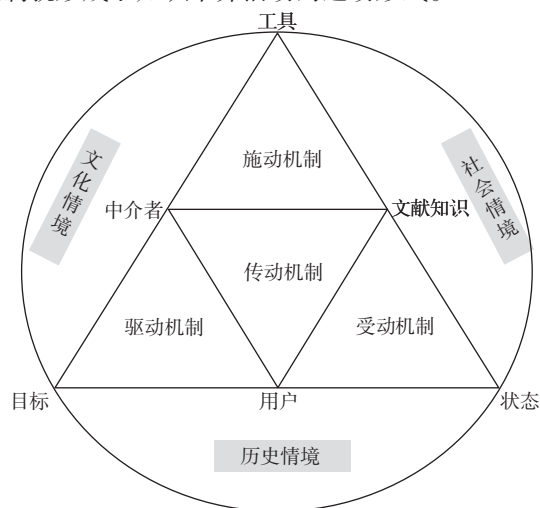 工具
施动机制
文化情境
社会情境
中介者
文献知识
传动机制
驱动机制
受动机制
目标
用户
状态
历史情境